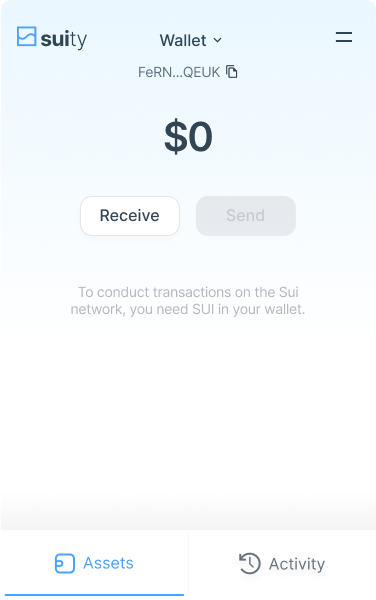 suity
Wallet
FeRN...QEUK
$0
Receive
Send
To conduct transactions on the Sui
network, you need SUI in your wallet.
Assets
Activity